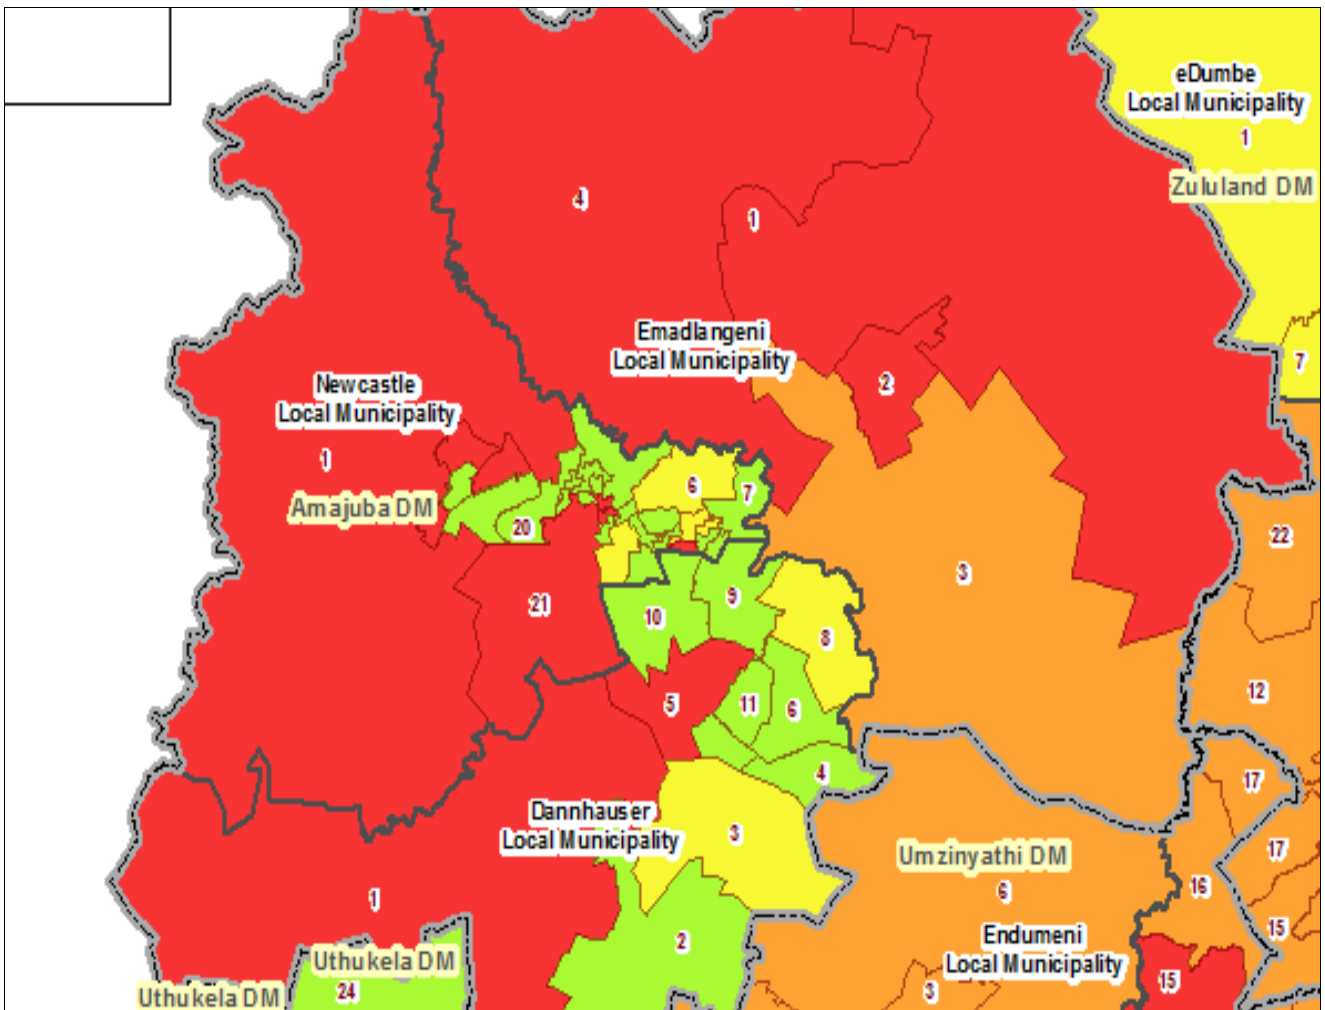 eDumbe
Local Municipality
1
Zululand DM
4
1
Emadlangeni
Local Municipality
7
2
Newcastle
Local Municipality
1
Amajuba DM
6
7
20
22
3
21
9
10
8
12
5
11
6
4
17
Dannhauser
Local Municipality
3
Umzinyathi DM
6
17
16
1
15
2
Endumeni
Local Municipality
Uthukela DM
24
Uthukela DM
3
15